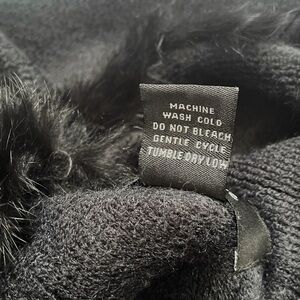 MACHINE
WASH COLD
DO NOT BLEACH
GENTLE CYCLE
TUMBLE DRY LOW